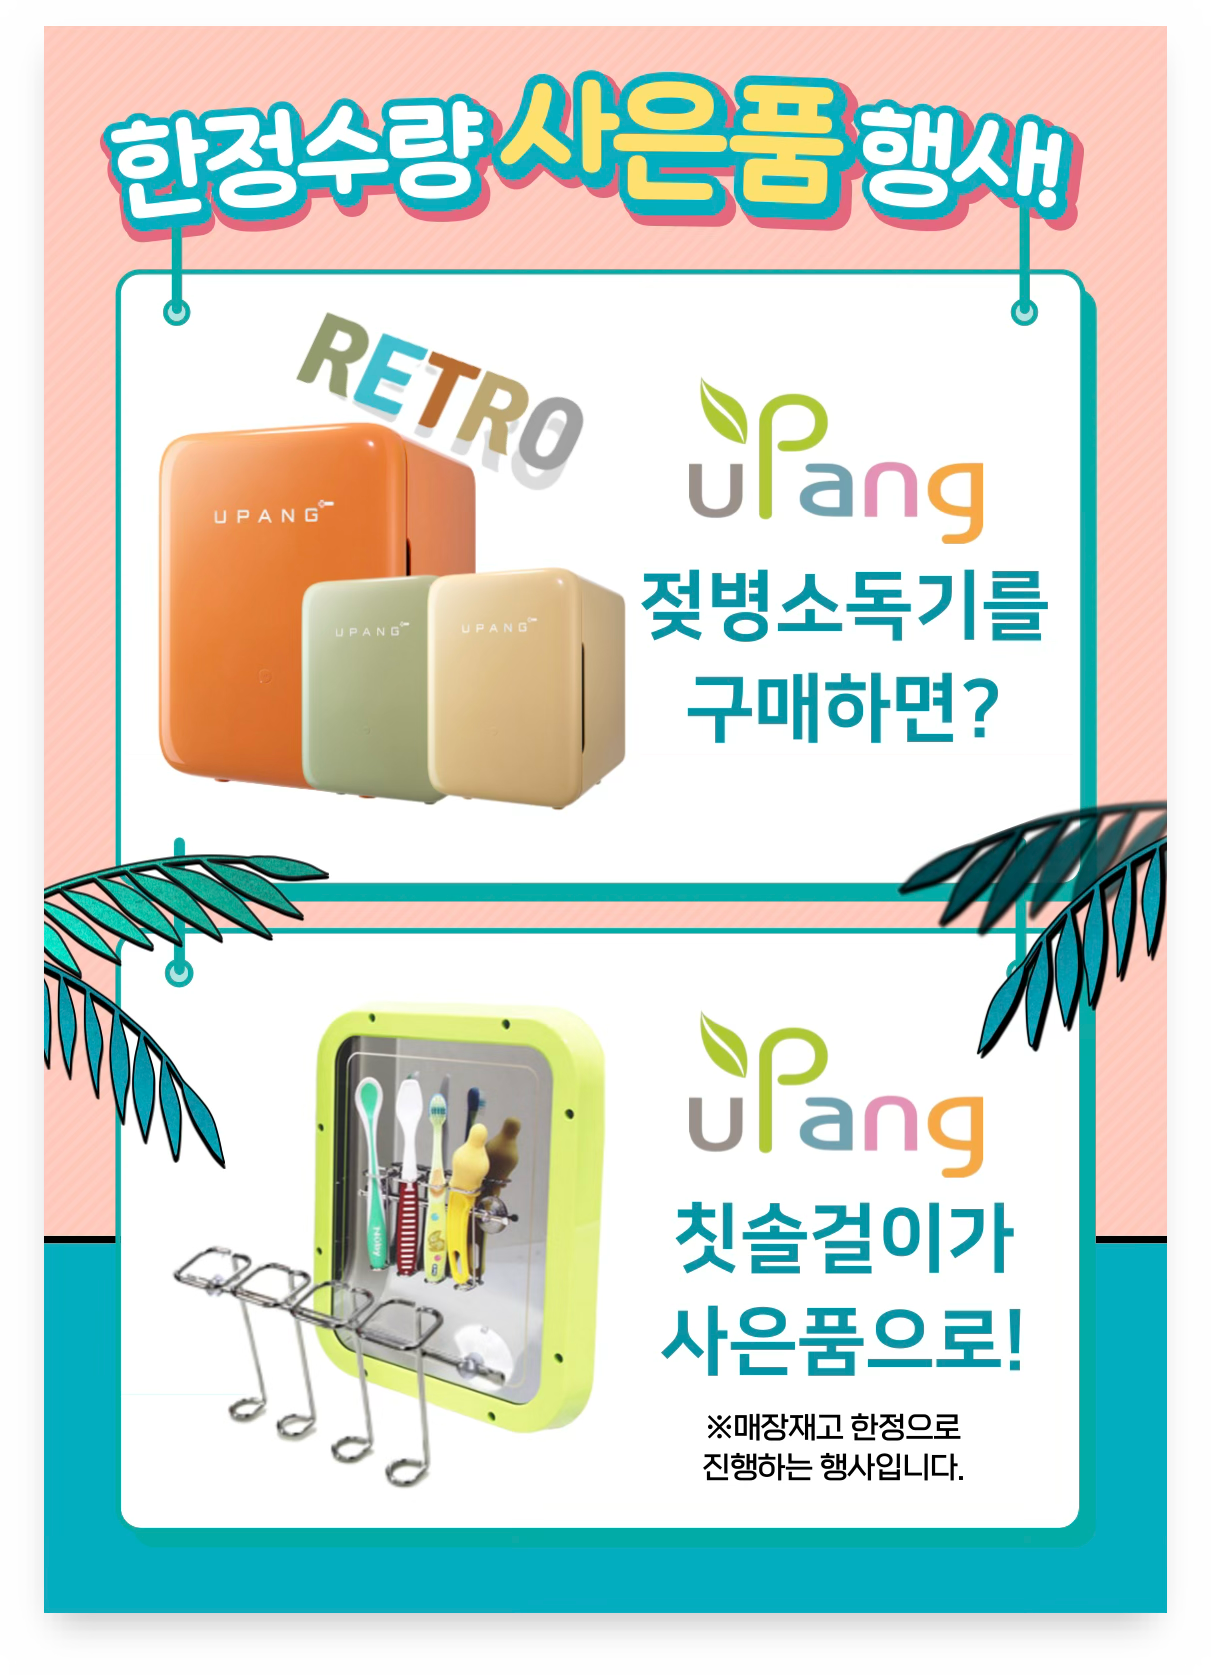 한정수량 사은품 행사!
RETRO
UPANG
UPANG
UPANG
uPang
젖병소독기를
구매하면?
uPang
칫솔걸이가
사은품으로!
※매장재고 한정으로
진행하는 행사입니다.